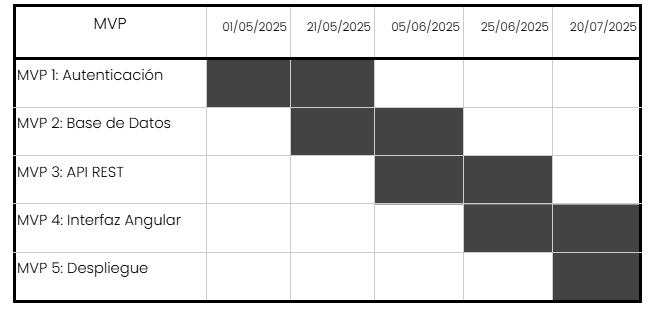 MVP 01/05/2025 21/05/2025 05/06/2025 25/06/2025 20/07/2025
MVP 1: Autenticación
MVP 2: Base de Datos
MVP 3: API REST
MVP 4: Interfaz Angular
MVP 5: Despliegue